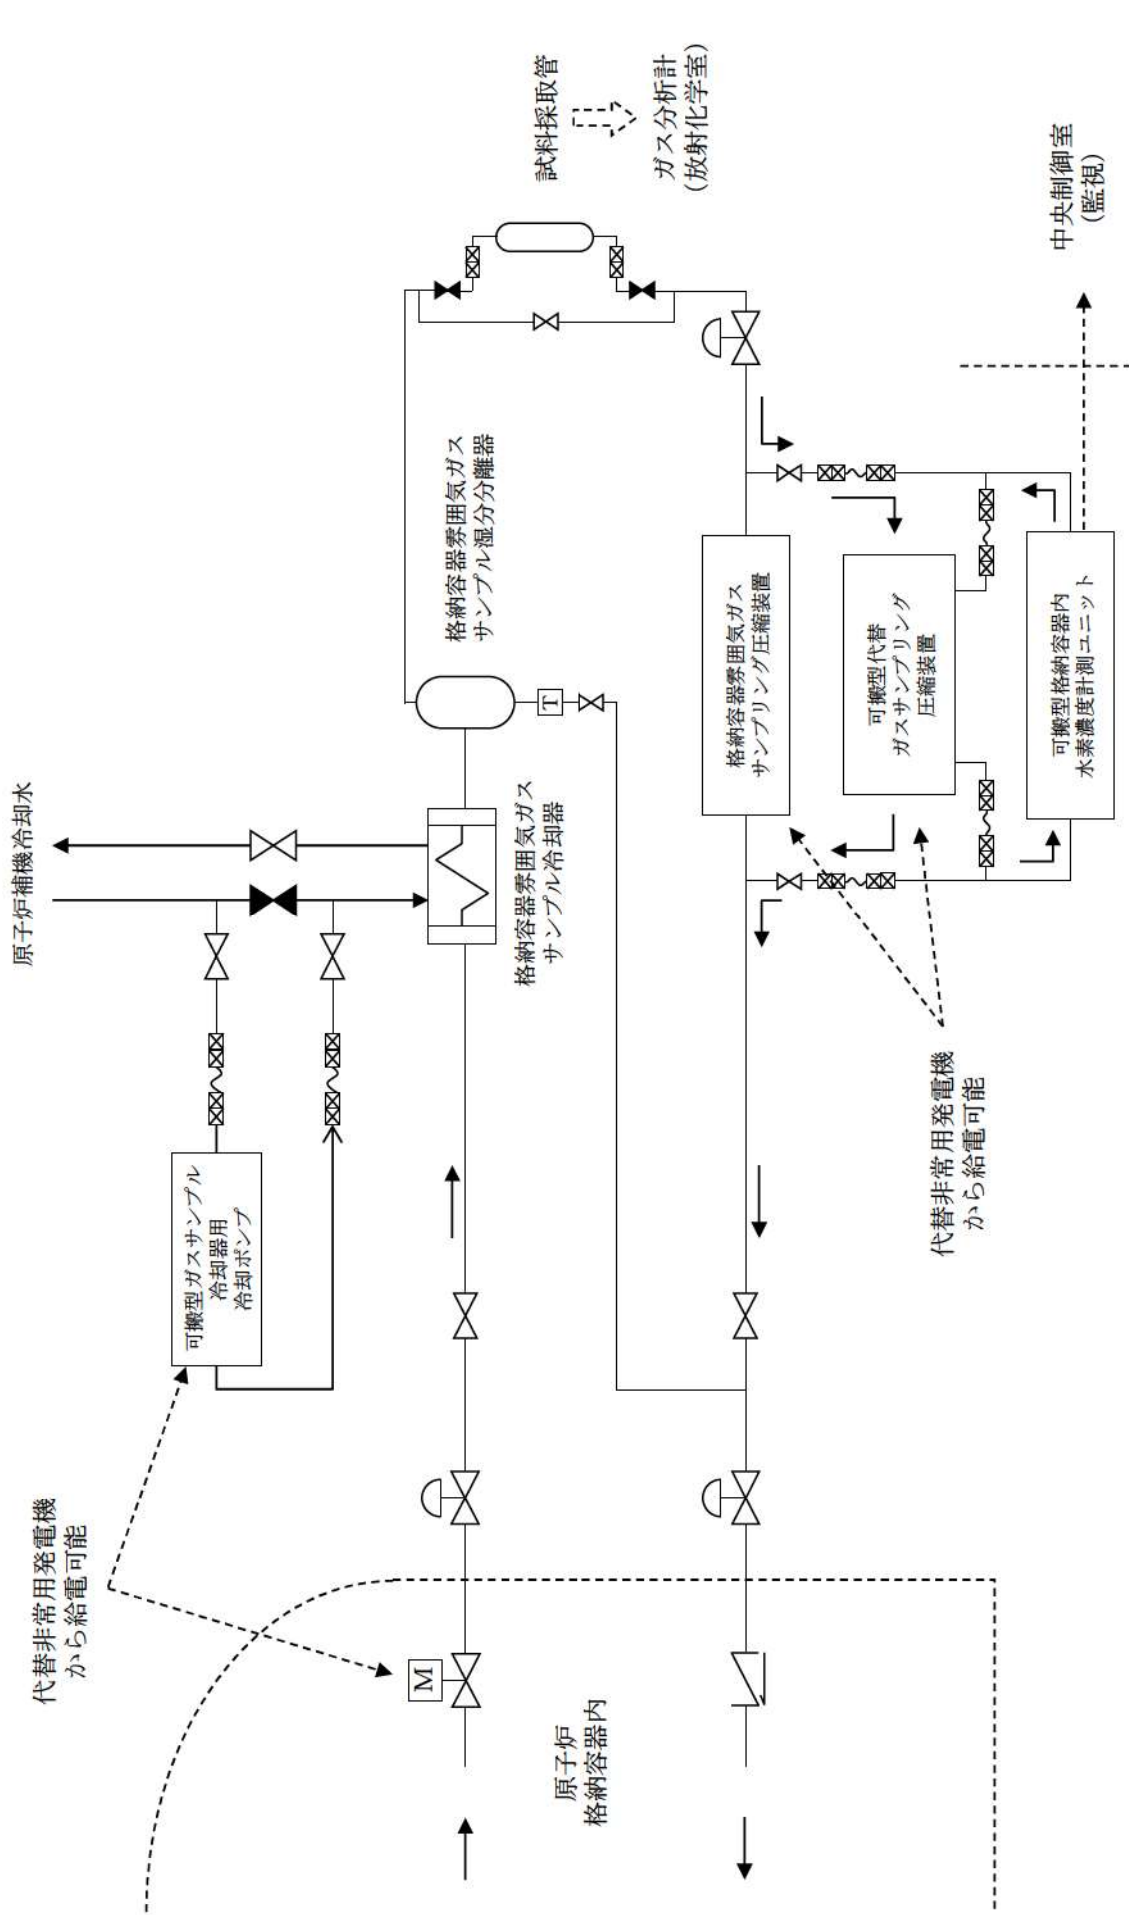 代替非常用発電機
から給電可能
原子炉補機冷却水
可搬型ガスサンプル
冷却器用
冷却ポンプ
格納容器雰囲気ガス
サンプル冷却器
格納容器雰囲気ガス
サンプル湿分分離器
試料採取管
ガス分析計
(放射化学室)
M
T
原子炉
格納容器内
格納容器雰囲気ガス
サンプリング圧縮装置
可搬型代替
ガスサンプリング
圧縮装置
可搬型格納容器内
水素濃度計測ユニット
代替非常用発電機
から給電可能
中央制御室
(監視)